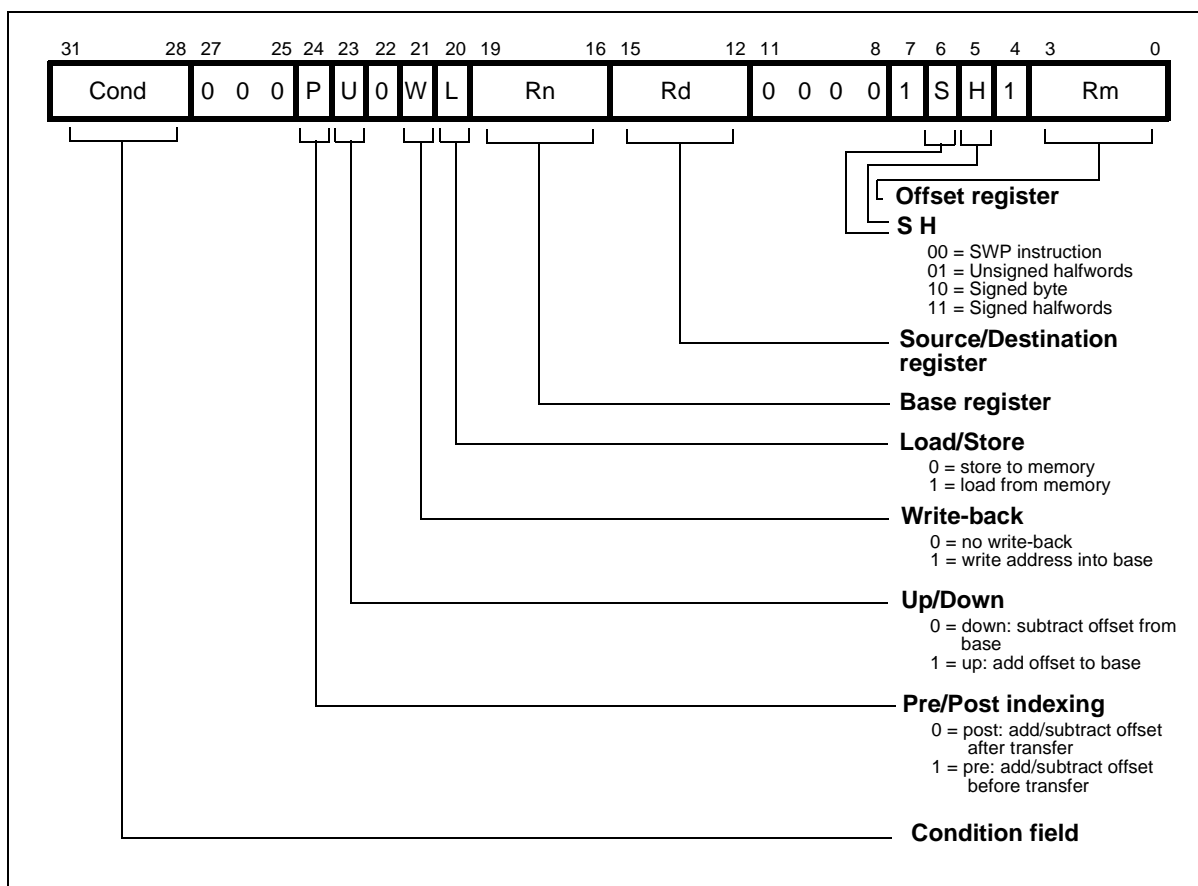 31 28 27 25 24 23 22 21 20 19 16 15 12 11 8 7 6 5 4 3 0
Cond 0 0 0 P U 0 W L Rn Rd 0 0 0 0 1 S H 1 Rm
Offset register
S H
00 = SWP instruction
01 = Unsigned halfwords
10 = Signed byte
11 = Signed halfwords
Source/Destination
register
Base register
Load/Store
0 = store to memory
1 = load from memory
Write-back
0 = no write-back
1 = write address into base
Up/Down
0 = down: subtract offset from
base
1 = up: add offset to base
Pre/Post indexing
0 = post: add/subtract offset
after transfer
1 = pre: add/subtract offset
before transfer
Condition field